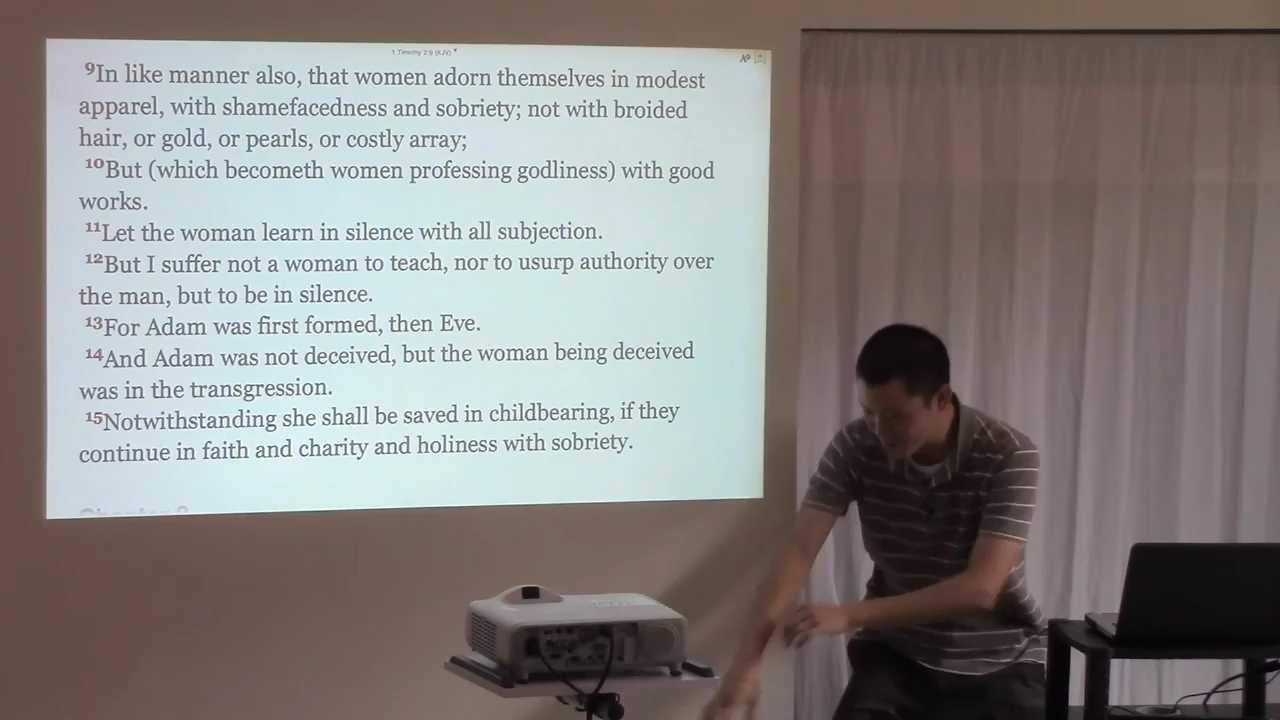 1 Timothy 2:9 (KJV)
⁹In like manner also, that women adorn themselves in modest
apparel, with shamefacedness and sobriety; not with broided
hair, or gold, or pearls, or costly array;
¹⁰But (which becometh women professing godliness) with good
works.
¹¹Let the woman learn in silence with all subjection.
¹²But I suffer not a woman to teach, nor to usurp authority over
the man, but to be in silence.
¹³For Adam was first formed, then Eve.
¹⁴And Adam was not deceived, but the woman being deceived
was in the transgression.
¹⁵Notwithstanding she shall be saved in childbearing, if they
continue in faith and charity and holiness with sobriety.